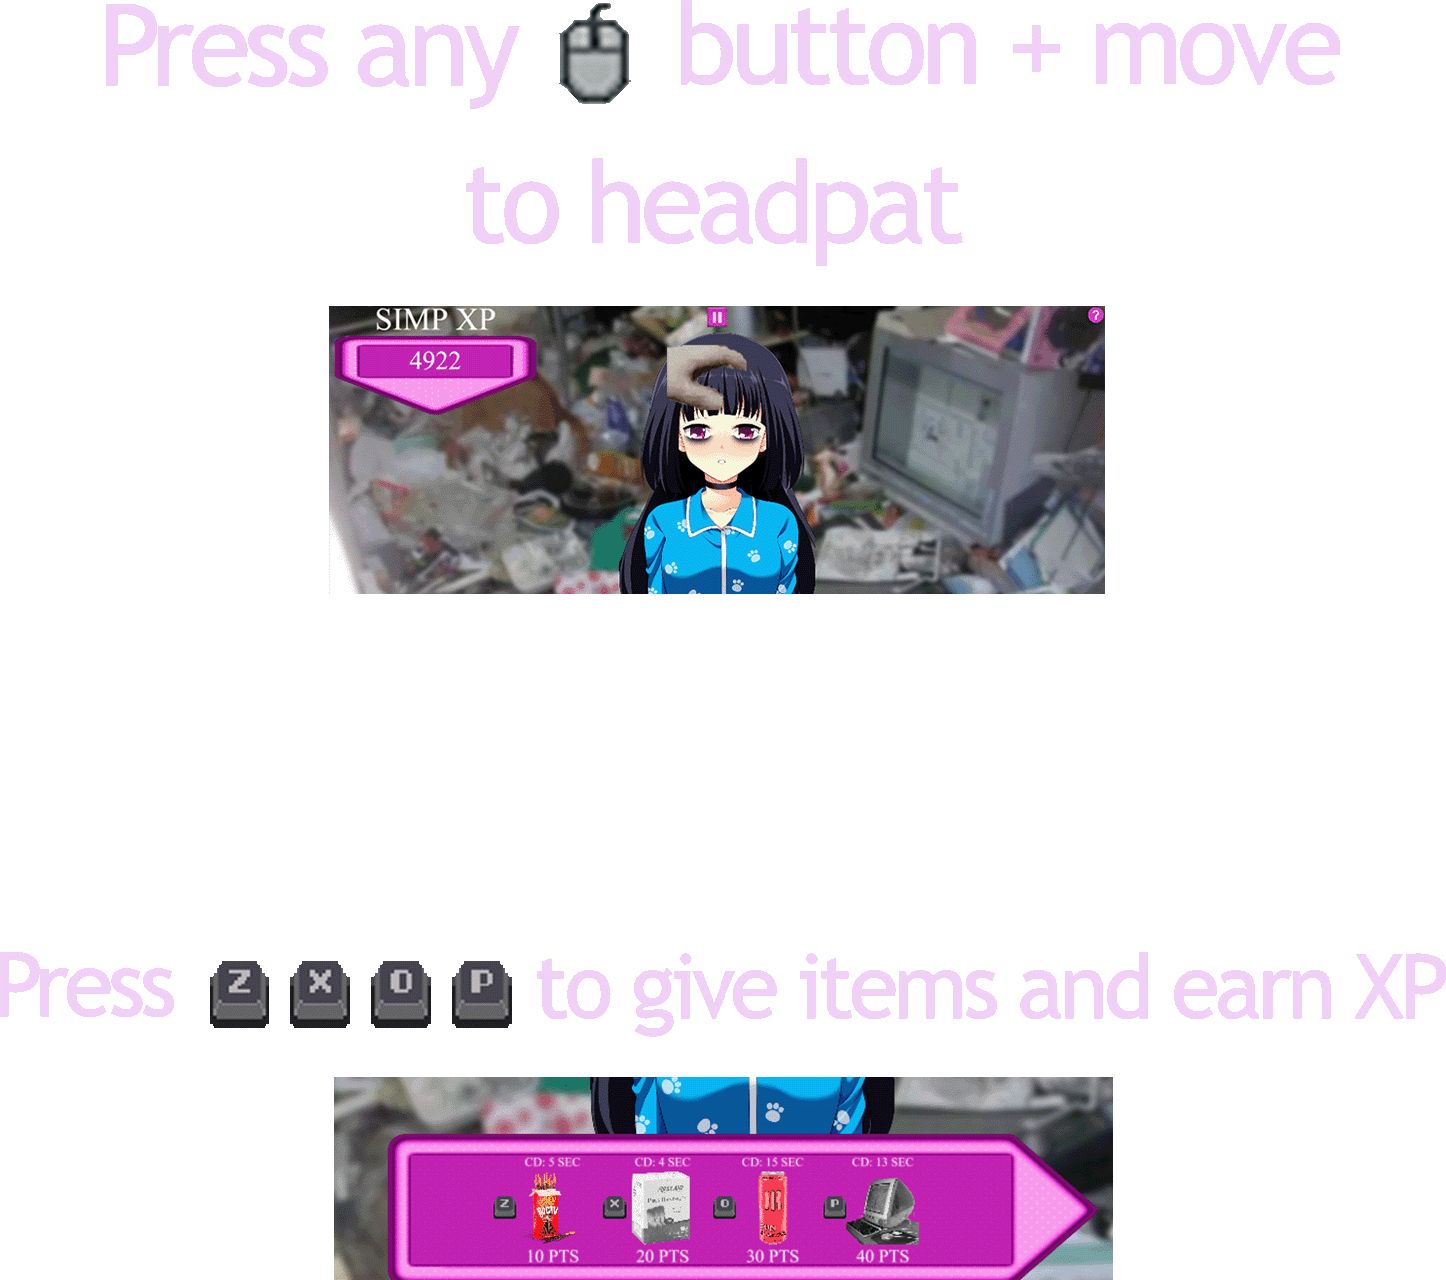 Press any button + move
to headpat
SIMP XP
?
4922
Press Z X O P to give items and earn XP
CD: 5 SEC CD: 4 SEC CD: 15 SEC CD: 13 SEC
Z X O P
10 PTS 20 PTS 30 PTS 40 PTS